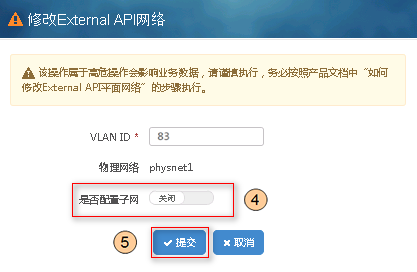 修改External API网络
该操作属于高危操作会影响业务数据，请谨慎执行，务必按照产品文档中“如何
修改External API平面网络”的步骤执行。
VLAN ID * 83
物理网络 physnet1
是否配置子网 关闭 4
5 提交 取消